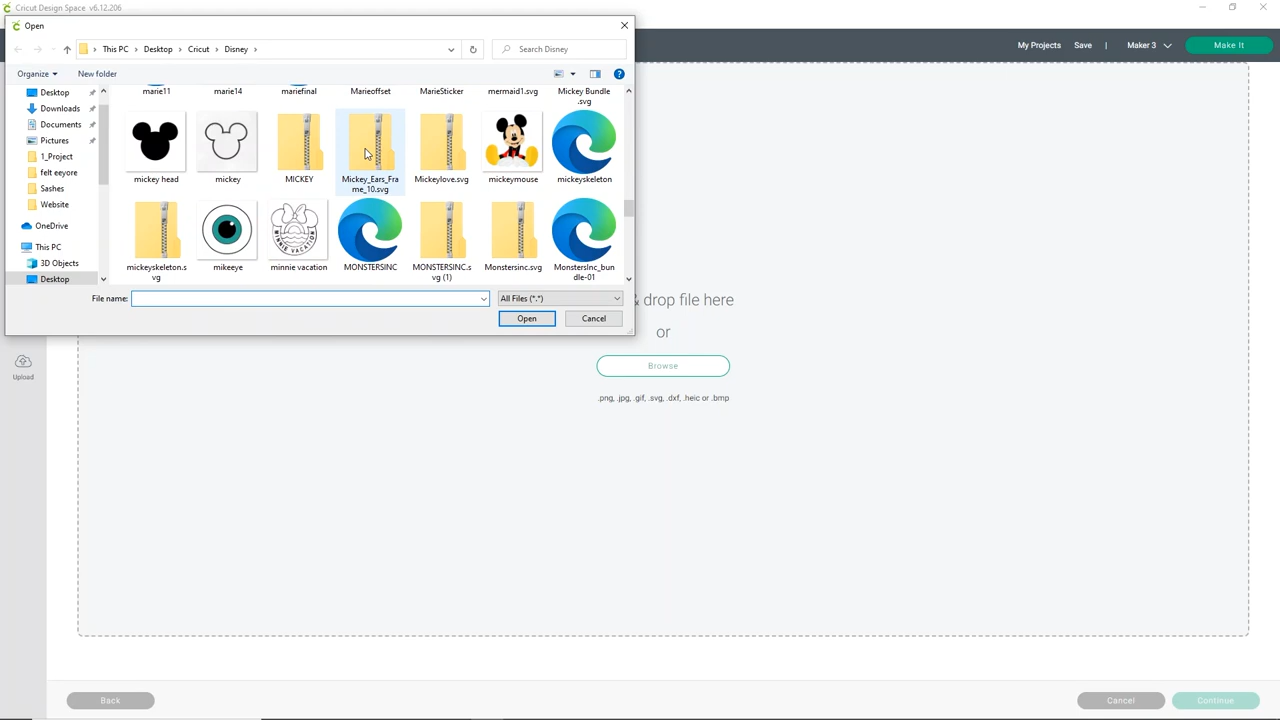 Cricut Design Space v6.12.206
Open
This PC > Desktop > Cricut > Disney >
Search Disney
My Projects Save | Maker 3 Make It
Organize New folder
Desktop
Downloads
Documents
Pictures
1_Project
felt eeyore
Sashes
Website
OneDrive
This PC
3D Objects
Desktop
marie11 marie14 mariefinal Marieoffset MarieSticker mermaid1.svg Mickey Bundle
.svg
mickey head mickey MICKEY Mickey_Ears_Fra Mickeylove.svg mickeymouse mickeyskeleton
me_10.svg
MINNIE VACATION
mickeyskeleton.s mikeeye minnie vacation MONSTERSINC MONSTERSINC.s Monstersinc.svg MonstersInc_bun
vg vg (1) dle-01
File name: All Files (*.*)
Open Cancel
& drop file here
or
Browse
.png, .jpg, .gif, .svg, .dxf, .heic or .bmp
Upload
Back Cancel Continue